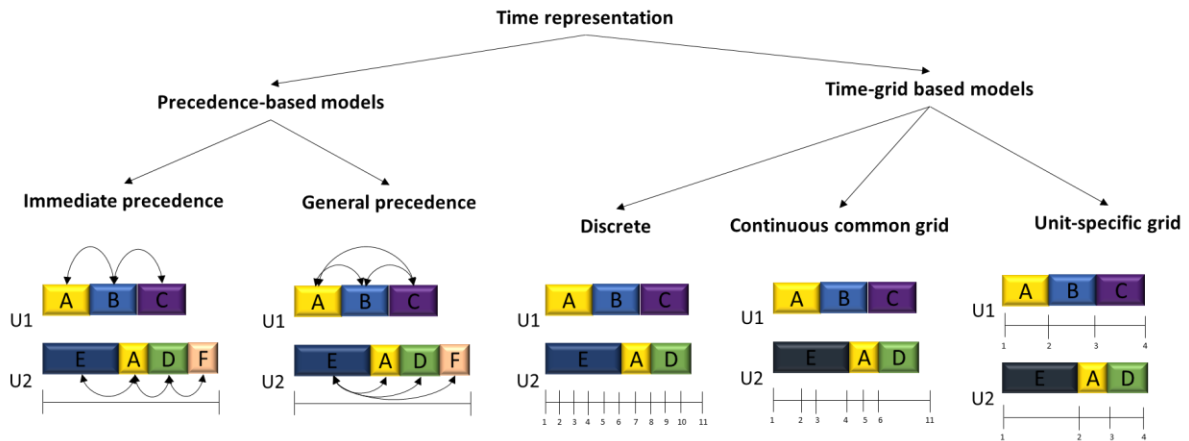 Time representation
Precedence-based models
Time-grid based models
Immediate precedence
General precedence
Discrete
Continuous common grid
Unit-specific grid
A B C
U1
E A D F
U2
A B C
U1
E A D F
U2
A B C
U1
E A D
U2
1 2 3 4 5 6 7 8 9 10 11
A B C
U1
E A D
U2
1 2 3 4 5 6 11
A B C
U1
1 2 3 4
E A D
U2
1 2 3 4